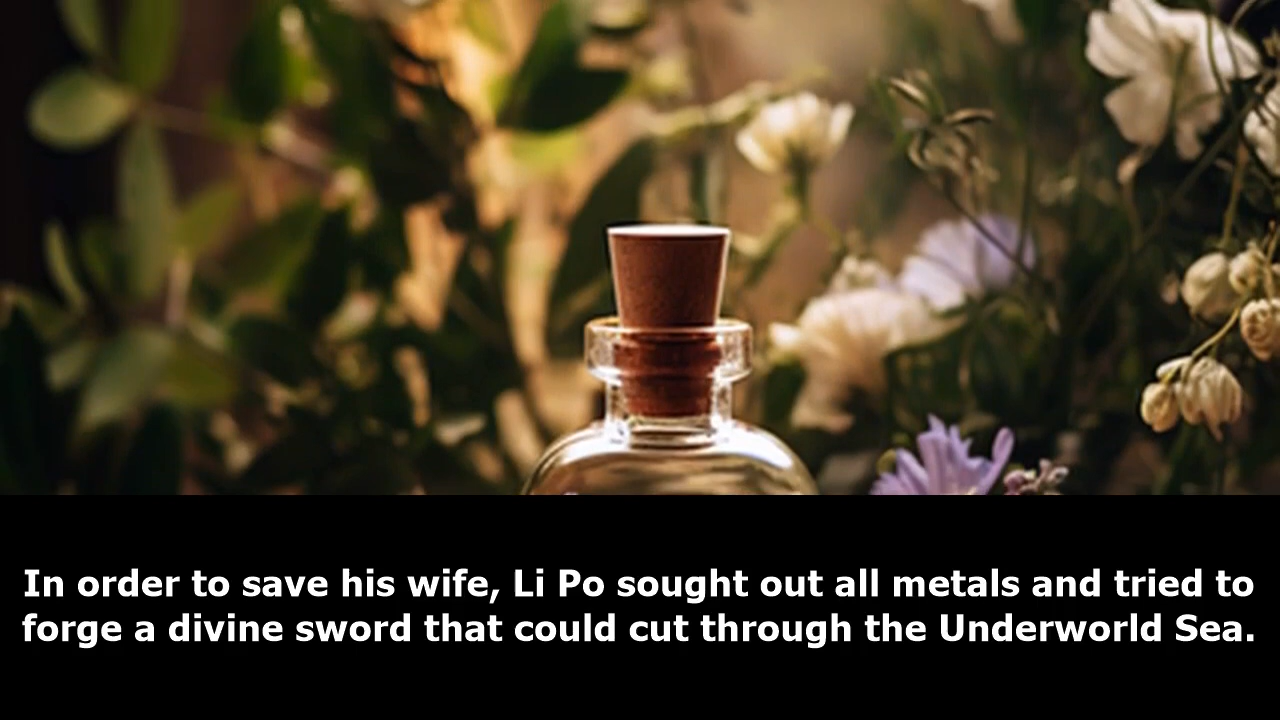 In order to save his wife, Li Po sought out all metals and tried to
forge a divine sword that could cut through the Underworld Sea.